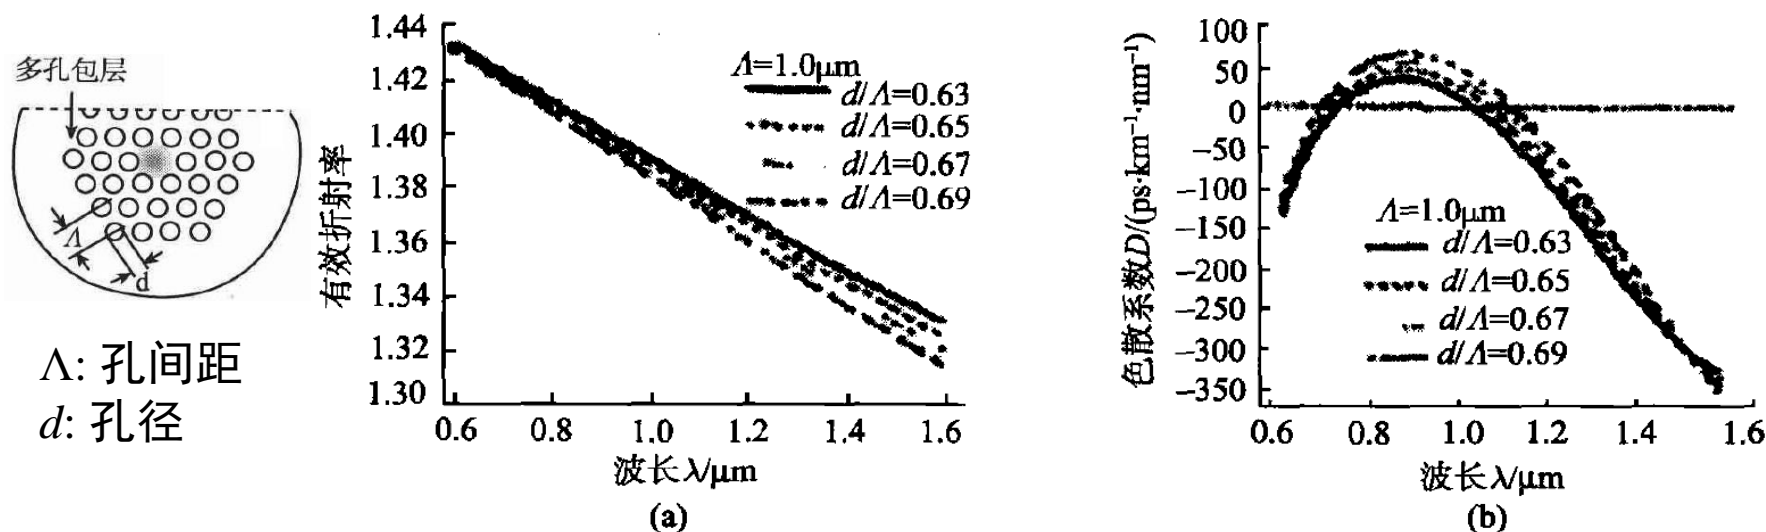 多孔包层
Λ
d
Λ: 孔间距
d: 孔径
有效折射率
1.44
1.42
1.40
1.38
1.36
1.34
1.32
1.30
Λ=1.0μm
d/Λ=0.63
d/Λ=0.65
d/Λ=0.67
d/Λ=0.69
0.6 0.8 1.0 1.2 1.4 1.6
波长λ/μm
(a)
色散系数D/(ps·km⁻¹·nm⁻¹)
100
50
0
−50
−100
−150
−200
−250
−300
−350
Λ=1.0μm
d/Λ=0.63
d/Λ=0.65
d/Λ=0.67
d/Λ=0.69
0.6 0.8 1.0 1.2 1.4 1.6
波长λ/μm
(b)